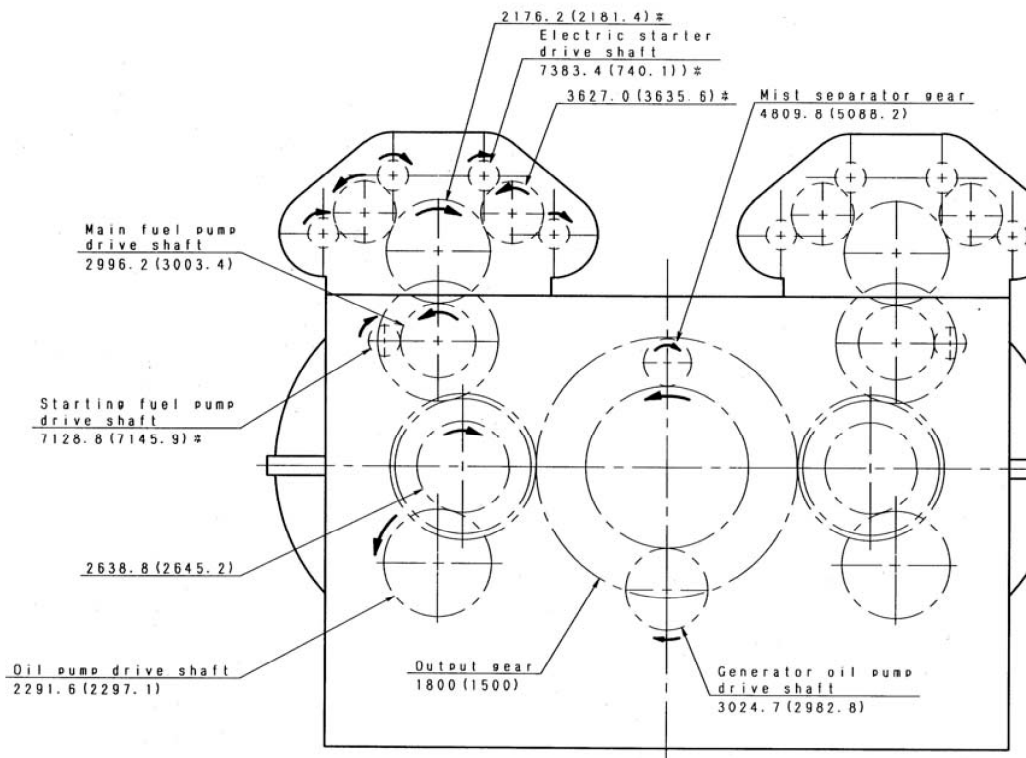 2176.2(2181.4)*
Electric starter
drive shaft
7383.4(740.1))*
3627.0(3635.6)*
Mist separator gear
4809.8(5088.2)
Main fuel pump
drive shaft
2996.2(3003.4)
Starting fuel pump
drive shaft
7128.8(7145.9)*
2638.8(2645.2)
Oil pump drive shaft
2291.6(2297.1)
Output gear
1800(1500)
Generator oil pump
drive shaft
3024.7(2982.8)